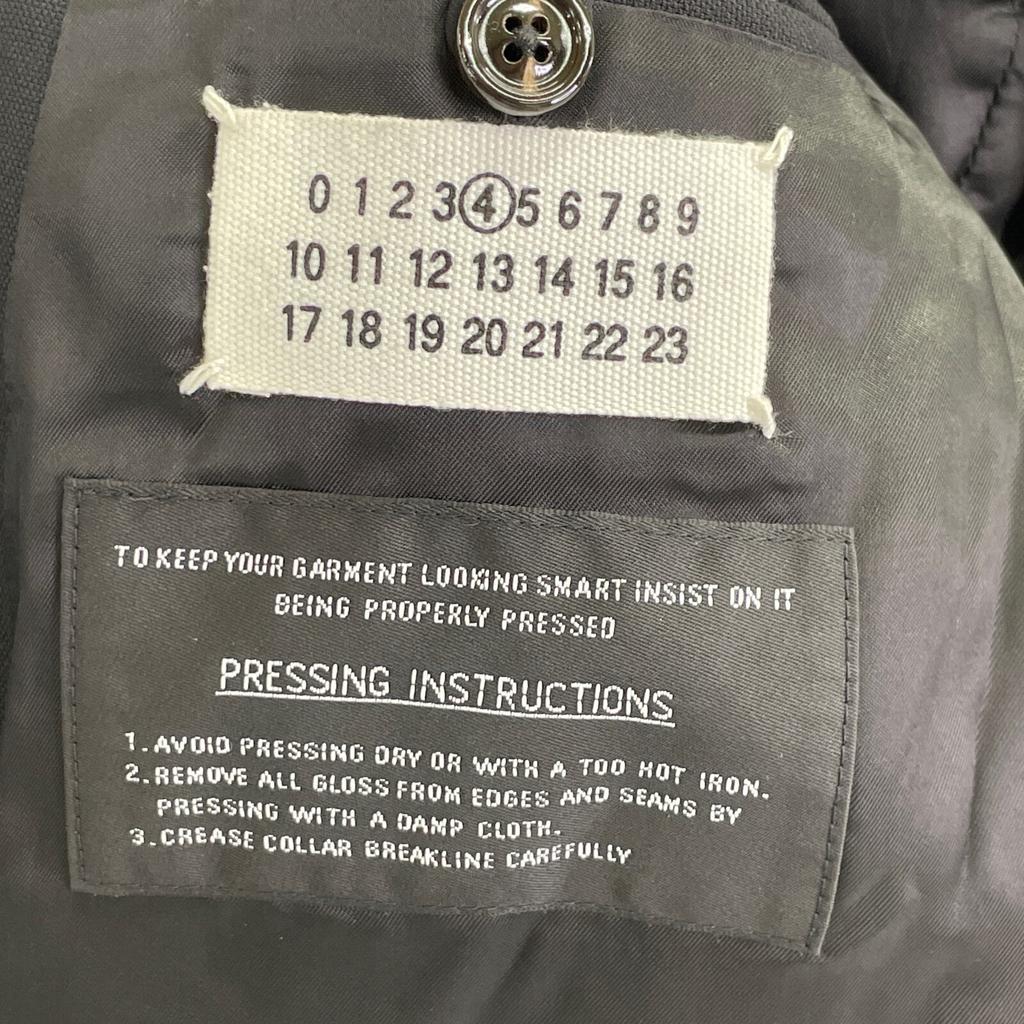 0 1 2 3 4 5 6 7 8 9
10 11 12 13 14 15 16
17 18 19 20 21 22 23
TO KEEP YOUR GARMENT LOOKING SMART INSIST ON IT
BEING PROPERLY PRESSED
PRESSING INSTRUCTIONS
1. AVOID PRESSING DRY OR WITH A TOO HOT IRON.
2. REMOVE ALL GLOSS FROM EDGES AND SEAMS BY
PRESSING WITH A DAMP CLOTH.
3. CREASE COLLAR BREAKLINE CAREFULLY